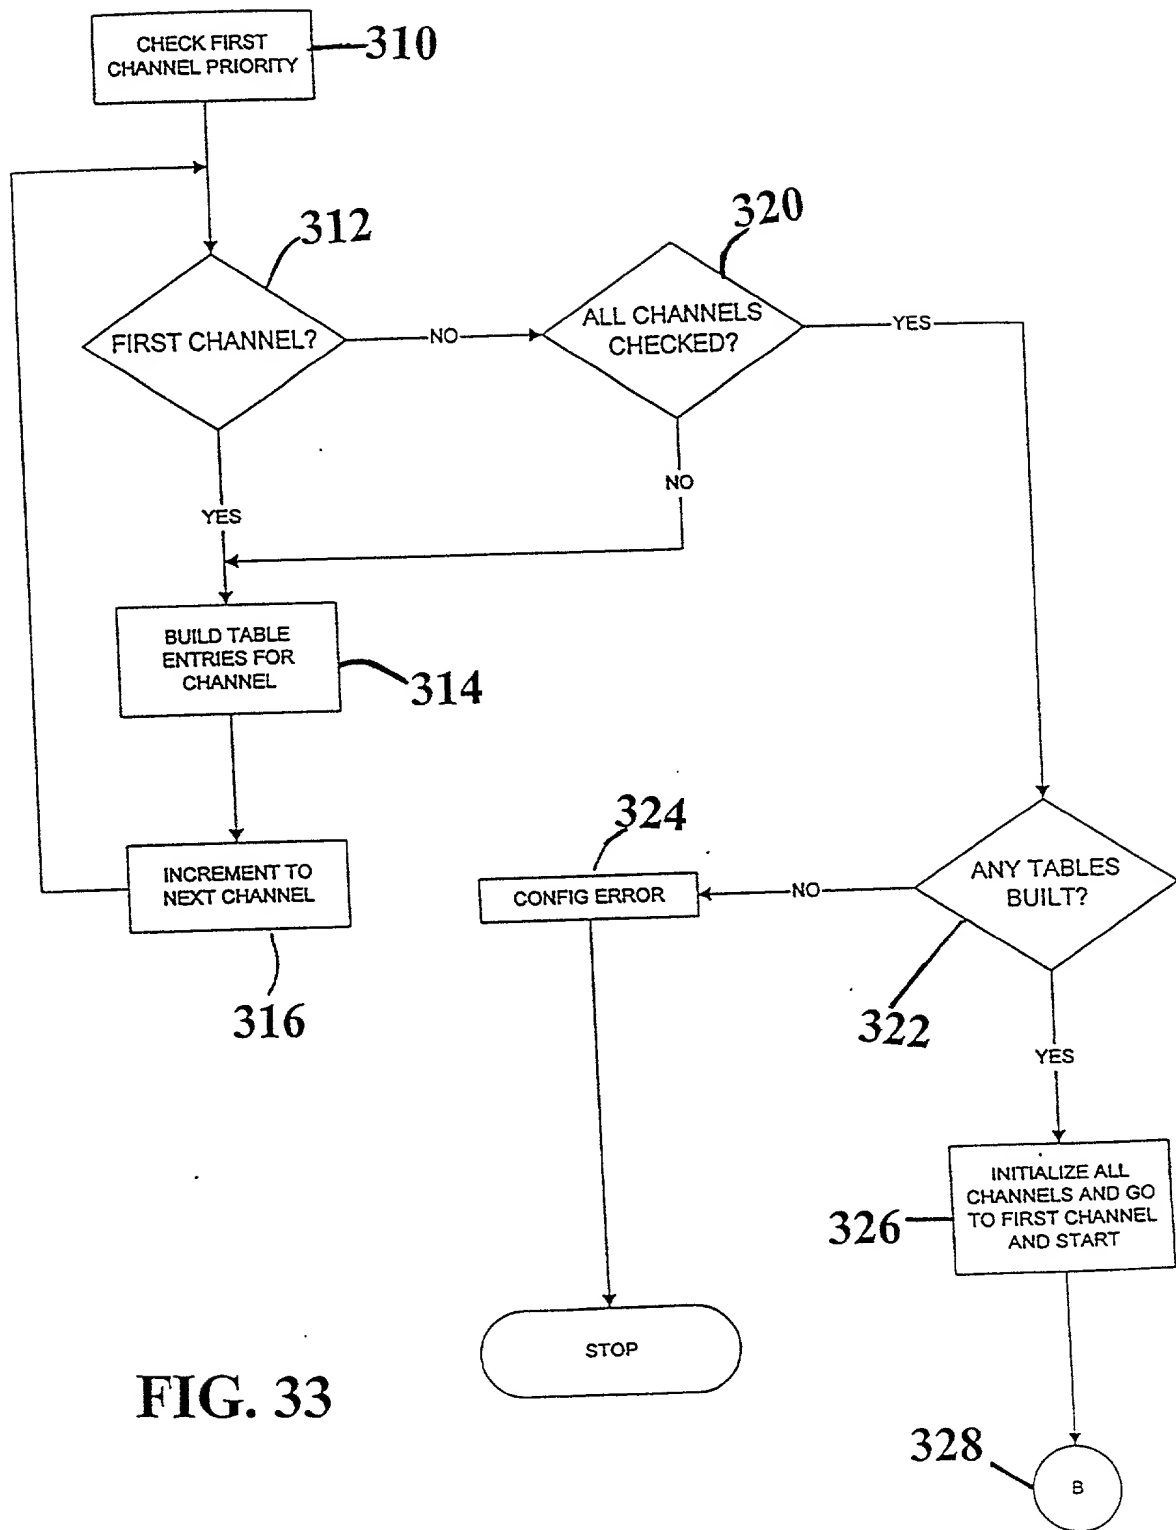 CHECK FIRST
CHANNEL PRIORITY
310
312
FIRST CHANNEL?
NO
320
ALL CHANNELS
CHECKED?
YES
NO
YES
BUILD TABLE
ENTRIES FOR
CHANNEL
314
INCREMENT TO
NEXT CHANNEL
316
324
CONFIG ERROR
NO
ANY TABLES
BUILT?
322
YES
INITIALIZE ALL
CHANNELS AND GO
TO FIRST CHANNEL
AND START
326
STOP
FIG. 33
328
B